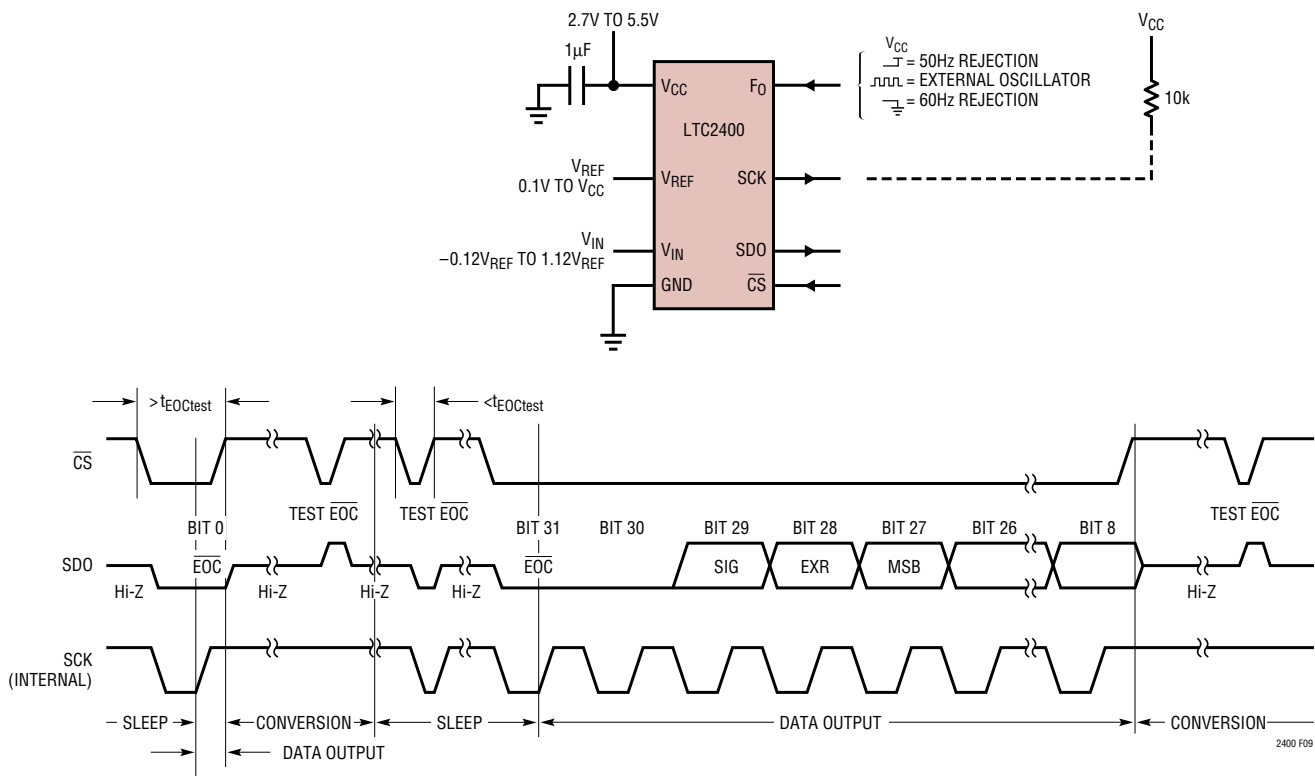 2.7V TO 5.5V
1µF
VCC
FO
LTC2400
VREF
0.1V TO VCC
VREF
SCK
VIN
–0.12VREF TO 1.12VREF
VIN
SDO
GND
CS
VCC
= 50Hz REJECTION
= EXTERNAL OSCILLATOR
= 60Hz REJECTION
VCC
10k
>tEOCtest
<tEOCtest
CS
TEST EOC
TEST EOC
TEST EOC
BIT 0
BIT 31
BIT 30
BIT 29
BIT 28
BIT 27
BIT 26
BIT 8
SDO
EOC
EOC
SIG
EXR
MSB
Hi-Z
Hi-Z
Hi-Z
Hi-Z
Hi-Z
SCK
(INTERNAL)
SLEEP
CONVERSION
SLEEP
DATA OUTPUT
CONVERSION
DATA OUTPUT
2400 F09